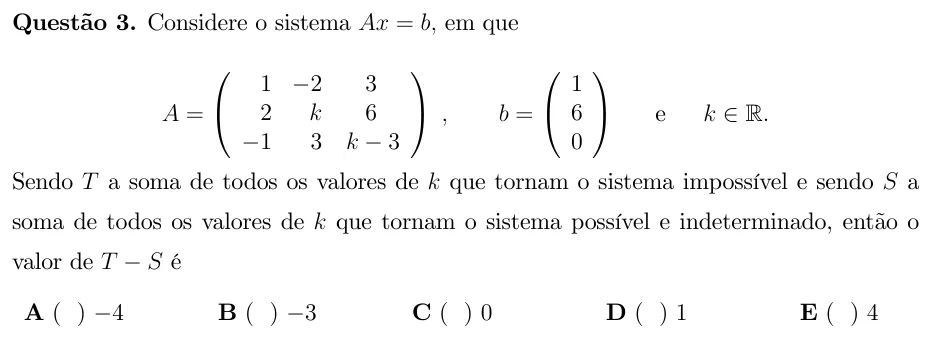 Questão 3. Considere o sistema Ax = b, em que
A = ( 1 −2 3
2 k 6
−1 3 k − 3 ) , b = ( 1
6
0 ) e k ∈ ℝ.
Sendo T a soma de todos os valores de k que tornam o sistema impossível e sendo S a
soma de todos os valores de k que tornam o sistema possível e indeterminado, então o
valor de T − S é
A ( ) −4 B ( ) −3 C ( ) 0 D ( ) 1 E ( ) 4